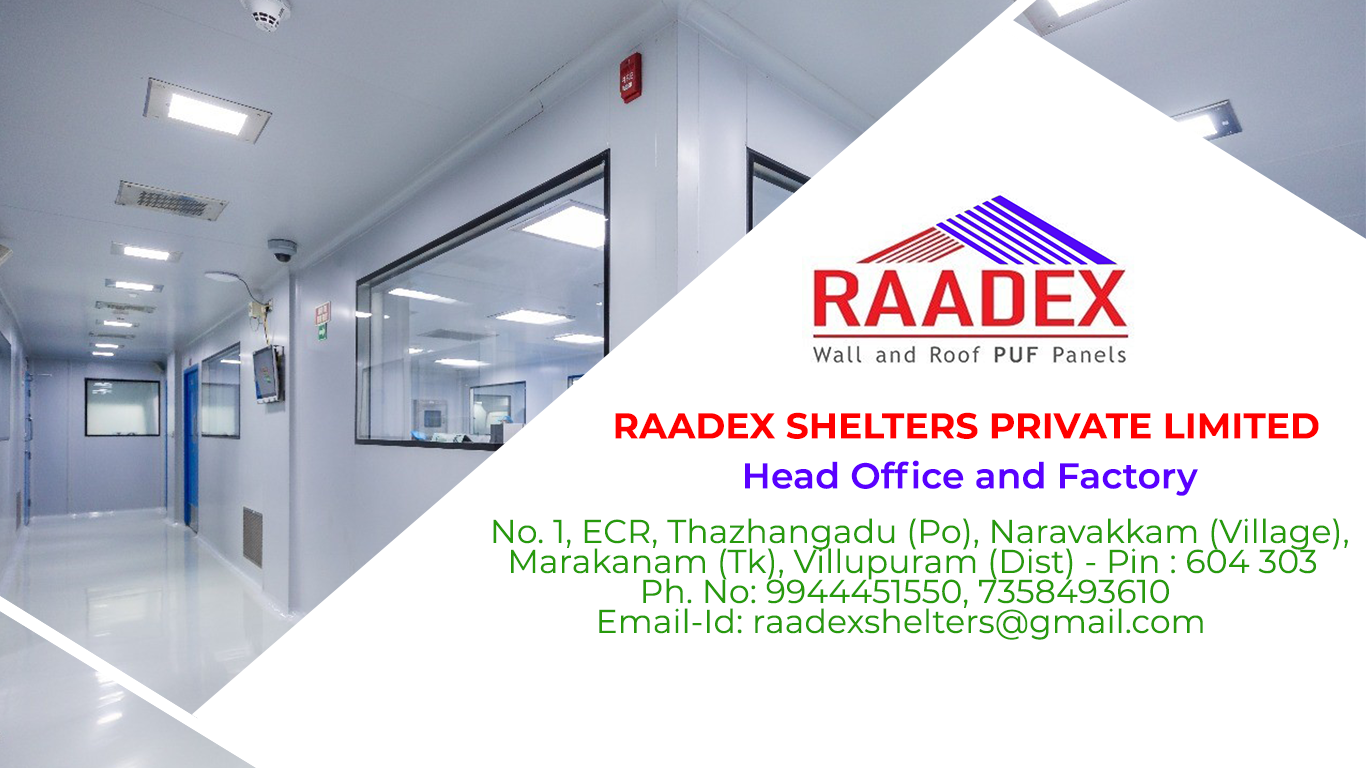 RAADEX
Wall and Roof PUF Panels
RAADEX SHELTERS PRIVATE LIMITED
Head Office and Factory
No. 1, ECR, Thazhangadu (Po), Naravakkam (Village),
Marakanam (Tk), Villupuram (Dist) - Pin : 604 303
Ph. No: 9944451550, 7358493610
Email-Id: raadexshelters@gmail.com